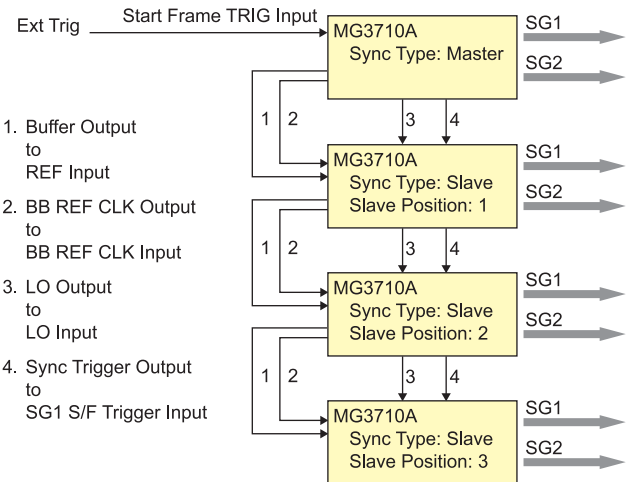 Ext Trig
Start Frame TRIG Input
MG3710A
Sync Type: Master
SG1
SG2
1 2 3 4
1. Buffer Output
to
REF Input
MG3710A
Sync Type: Slave
Slave Position: 1
SG1
SG2
2. BB REF CLK Output
to
BB REF CLK Input
1 2 3 4
3. LO Output
to
LO Input
MG3710A
Sync Type: Slave
Slave Position: 2
SG1
SG2
4. Sync Trigger Output
to
SG1 S/F Trigger Input
1 2 3 4
MG3710A
Sync Type: Slave
Slave Position: 3
SG1
SG2